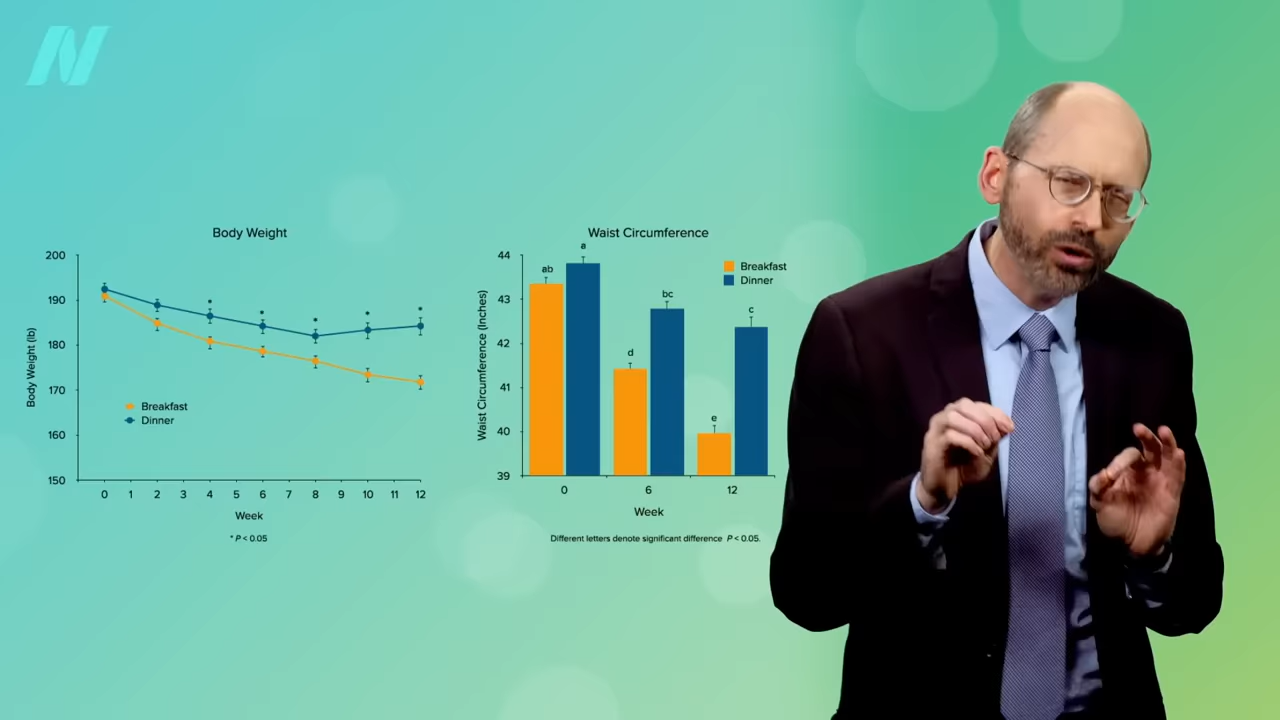 N
Body Weight
200
190
180
170
160
150
Body Weight (lb)
*
*
*
*
*
Breakfast
Dinner
0 1 2 3 4 5 6 7 8 9 10 11 12
Week
* P < 0.05
Waist Circumference
44
43
42
41
40
39
Waist Circumference (Inches)
ab
a
d
bc
e
c
Breakfast
Dinner
0 6 12
Week
Different letters denote significant difference P < 0.05.